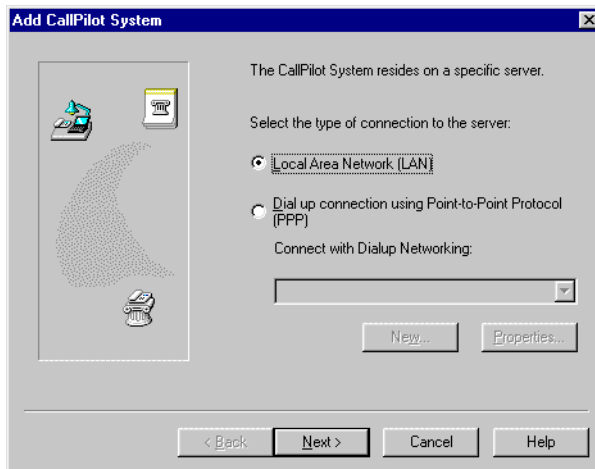 Add CallPilot System
The CallPilot System resides on a specific server.
Select the type of connection to the server:
Local Area Network (LAN)
Dial up connection using Point-to-Point Protocol
(PPP)
Connect with Dialup Networking:
New...
Properties...
< Back
Next >
Cancel
Help